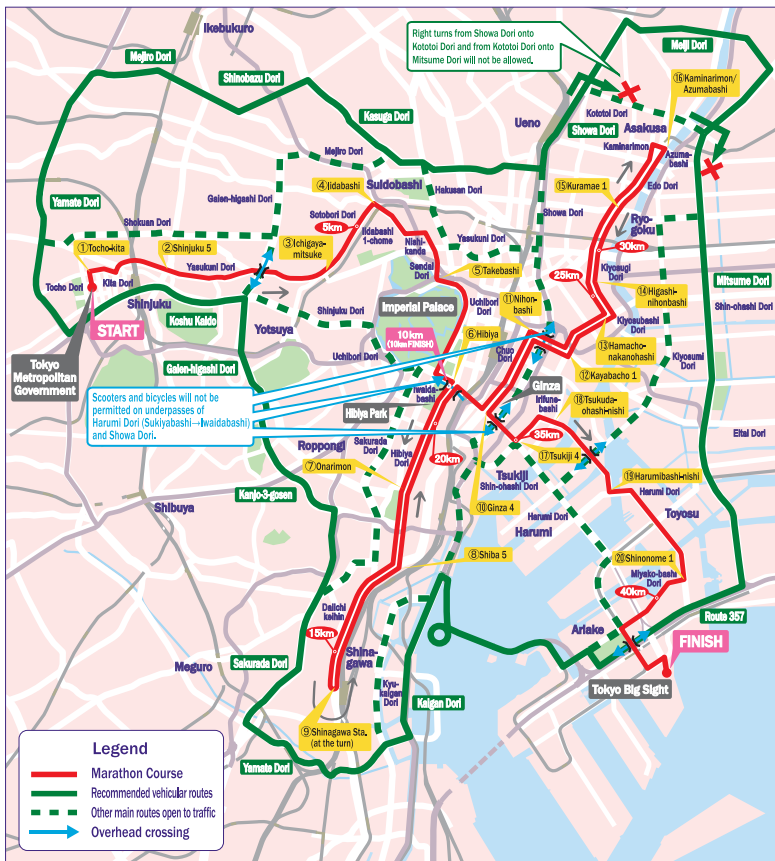 Ikebukuro
Mejiro Dori
Shinobazu Dori
Kasuga Dori
Right turns from Showa Dori onto
Kototoi Dori and from Kototoi Dori onto
Mitsume Dori will not be allowed.
Meiji Dori
⑯Kaminarimon/
Azumabashi
Ueno
Kototoi Dori
Showa Dori
Asakusa
Kaminarimon
Azuma-
bashi
Mejiro Dori
④Iidabashi
Suidobashi
Hakusan Dori
Yamate Dori
Gaien-higashi Dori
Shokuan Dori
Sotobori Dori
5km
Iidabashi
1-chome
Nishi-
kanda
Yasukuni Dori
Showa Dori
⑮Kuramae 1
Edo Dori
Ryo-
goku
30km
①Tocho-kita
②Shinjuku 5
③Ichigaya-
mitsuke
Yasukuni Dori
Sendai
Dori
⑤Takebashi
Kiyosugi
Dori
25km
⑭Higashi-
nihonbashi
Mitsume Dori
Tocho Dori
Kita Dori
Shinjuku
START
Koshu Kaido
Yotsuya
Shinjuku Dori
Imperial Palace
Uchibori
Dori
⑪Nihon-
bashi
Shin-ohashi Dori
Kiyosubashi
Dori
⑥Hibiya
10km
(10km FINISH)
Uchibori Dori
Chuo
Dori
⑬Hamacho-
nakanohashi
Kiyosumi
Dori
Tokyo
Metropolitan
Government
Gaien-higashi Dori
⑫Kayabacho 1
Scooters and bicycles will not be
permitted on underpasses of
Harumi Dori (Sukiyabashi→Iwaidabashi)
and Showa Dori.
Iwaida-
bashi
Ginza
Irifune-
bashi
⑱Tsukuda-
ohashi-nishi
Hibiya Park
Roppongi
Sakurada
Dori
Hibiya
Dori
20km
35km
Eitai Dori
⑦Onarimon
Tsukiji
⑰Tsukiji 4
Shin-ohashi Dori
⑲Harumibashi-nishi
Harumi Dori
Kanjo-3-gosen
Shibuya
⑩Ginza 4
Harumi Dori
Harumi
Toyosu
⑧Shiba 5
⑳Shinonome 1
Miyako-bashi
Dori
40km
Daiichi
keihin
15km
Route 357
Ariake
FINISH
Shina-
gawa
Meguro
Sakurada Dori
Kyu-
kaigan
Dori
Kaigan Dori
Tokyo Big Sight
⑨Shinagawa Sta.
(at the turn)
Yamate Dori
Legend
Marathon Course
Recommended vehicular routes
Other main routes open to traffic
Overhead crossing